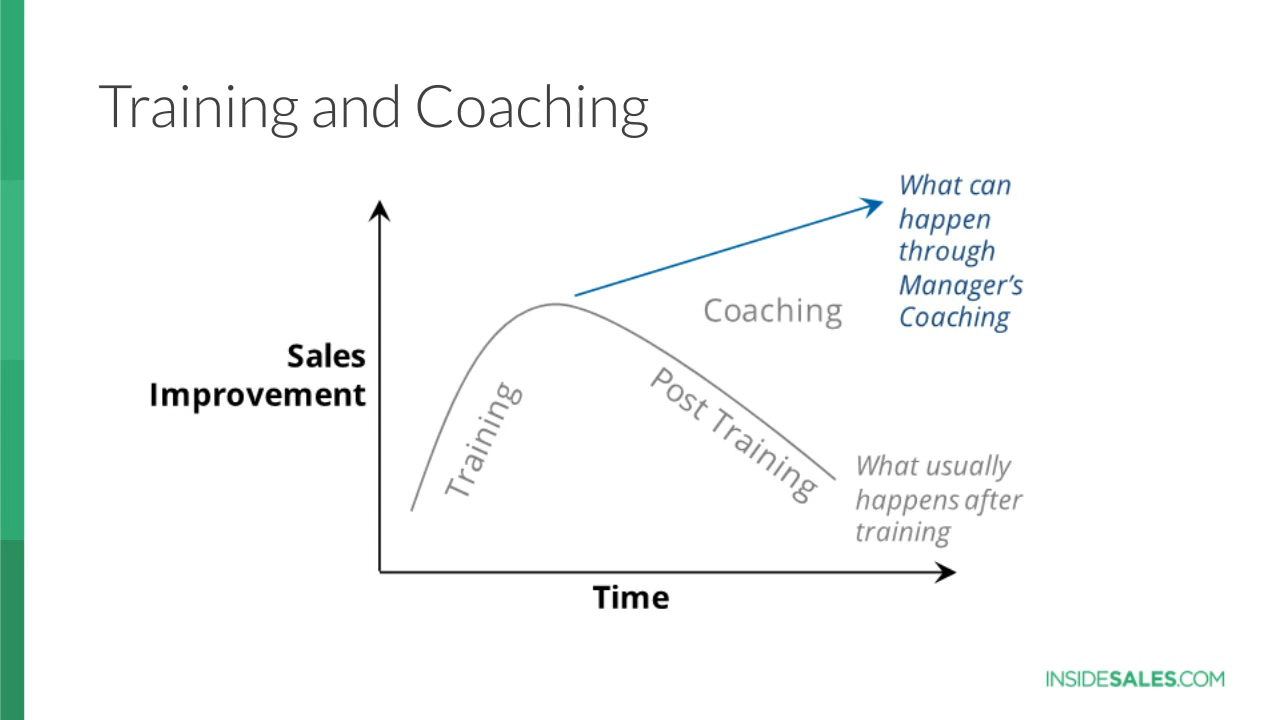 Training and Coaching
What can
happen
through
Manager’s
Coaching
Coaching
Sales
Improvement
Training
Post Training
What usually
happens after
training
Time
INSIDESALES.COM